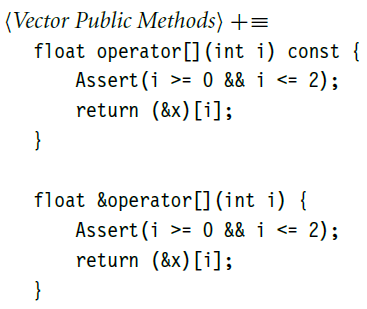 ⟨Vector Public Methods⟩ +≡
float operator[](int i) const {
Assert(i >= 0 && i <= 2);
return (&x)[i];
}
float &operator[](int i) {
Assert(i >= 0 && i <= 2);
return (&x)[i];
}